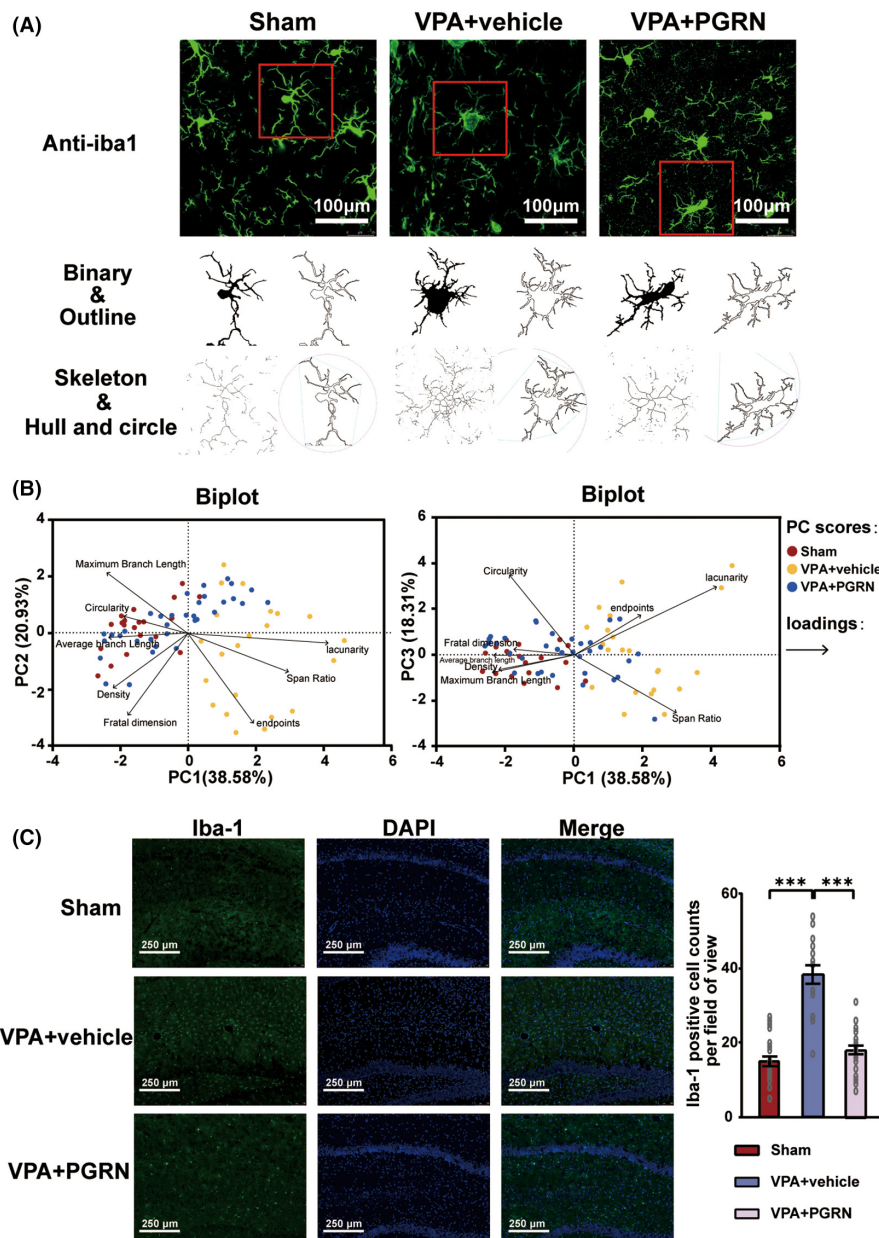 (A)
Sham
VPA+vehicle
VPA+PGRN
Anti-iba1
100μm
100μm
100μm
Binary
&
Outline
Skeleton
&
Hull and circle
(B)
Biplot
4
2
0
-2
-4
PC2 (20.93%)
Maximum Branch Length
Circularity
Average branch Length
Density
Fratal dimension
lacunarity
Span Ratio
endpoints
-4
-2
0
2
4
6
PC1(38.58%)
Biplot
6
4
2
0
-2
-4
PC3 (18.31%)
Circularity
lacunarity
endpoints
Fratal dimension
Average branch length
Density
Maximum Branch Length
Span Ratio
-4
-2
0
2
4
6
8
PC1 (38.58%)
PC scores:
Sham
VPA+vehicle
VPA+PGRN
loadings:
(C)
Iba-1
DAPI
Merge
Sham
250 μm
250 μm
250 μm
VPA+vehicle
250 μm
250 μm
250 μm
VPA+PGRN
250 μm
250 μm
250 μm
Iba-1 positive cell counts
per field of view
60
40
20
0
***
***
Sham
VPA+vehicle
VPA+PGRN